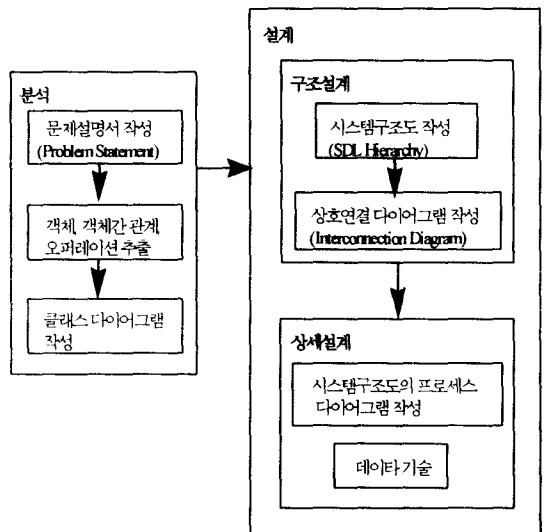 분석
문제설명서 작성
(Problem Statement)
객체, 객체간 관계,
오퍼레이션 추출
클래스 다이어그램
작성
설계
구조설계
시스템구조도 작성
(SDL Hierarchy)
상호연결 다이어그램 작성
(Interconnection Diagram)
상세설계
시스템구조도의 프로세스
다이어그램 작성
데이타 기술